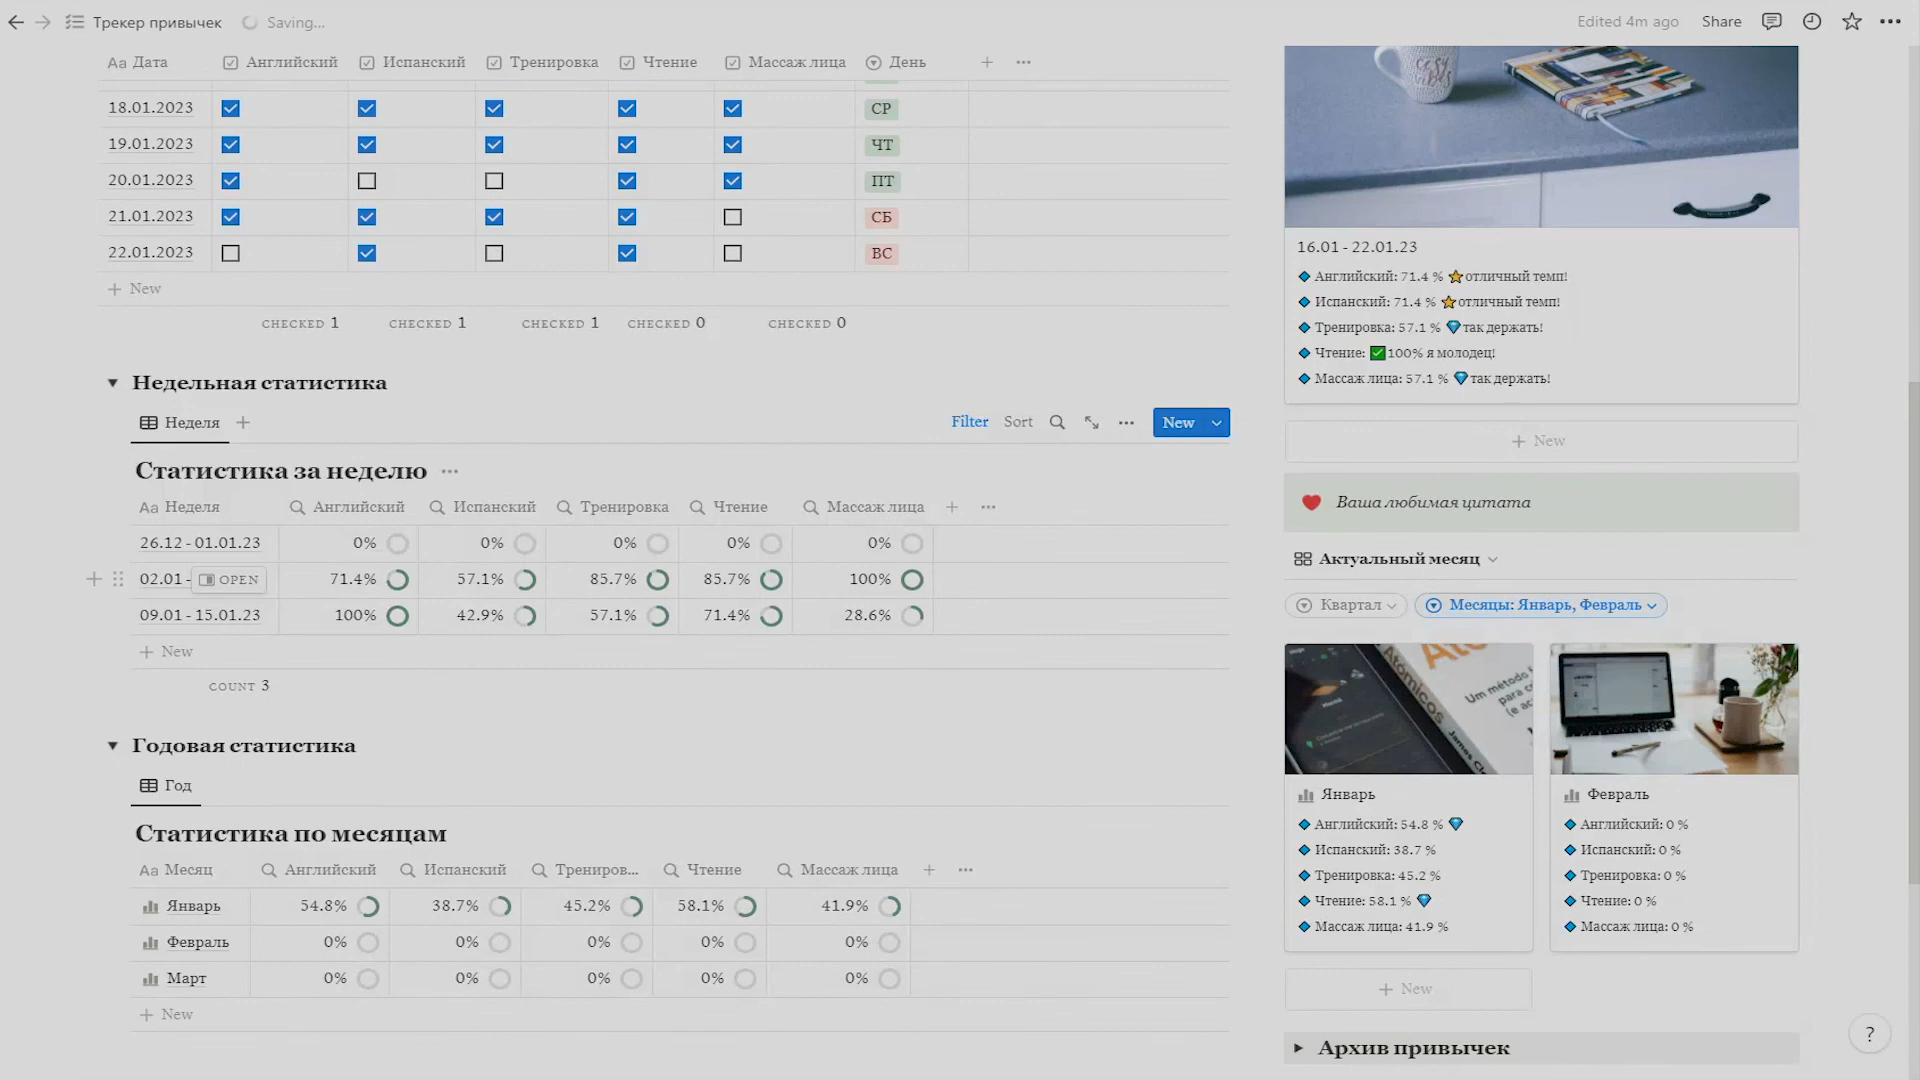 Трекер привычек Saving... Edited 4m ago Share
Aa Дата Английский Испанский Тренировка Чтение Массаж лица День
18.01.2023 СР
19.01.2023 ЧТ
20.01.2023 ПТ
21.01.2023 СБ
22.01.2023 ВС
New
CHECKED 1 CHECKED 1 CHECKED 1 CHECKED 0 CHECKED 0
Недельная статистика
Неделя Filter Sort New
Статистика за неделю
Aa Неделя Английский Испанский Тренировка Чтение Массаж лица
26.12 - 01.01.23 0% 0% 0% 0% 0%
02.01 - OPEN 71.4% 57.1% 85.7% 85.7% 100%
09.01 - 15.01.23 100% 42.9% 57.1% 71.4% 28.6%
New
COUNT 3
Годовая статистика
Год
Статистика по месяцам
Aa Месяц Английский Испанский Трениров... Чтение Массаж лица
Январь 54.8% 38.7% 45.2% 58.1% 41.9%
Февраль 0% 0% 0% 0% 0%
Март 0% 0% 0% 0% 0%
New
16.01 - 22.01.23
Английский: 71.4 % ⭐отличный темп!
Испанский: 71.4 % ⭐отличный темп!
Тренировка: 57.1 % 💎так держать!
Чтение: ✅100% я молодец!
Массаж лица: 57.1 % 💎так держать!
New
Ваша любимая цитата
Актуальный месяц
Квартал Месяцы: Январь, Февраль
Январь
Английский: 54.8 % 💎
Испанский: 38.7 %
Тренировка: 45.2 %
Чтение: 58.1 % 💎
Массаж лица: 41.9 %
Февраль
Английский: 0 %
Испанский: 0 %
Тренировка: 0 %
Чтение: 0 %
Массаж лица: 0 %
New
Архив привычек
?